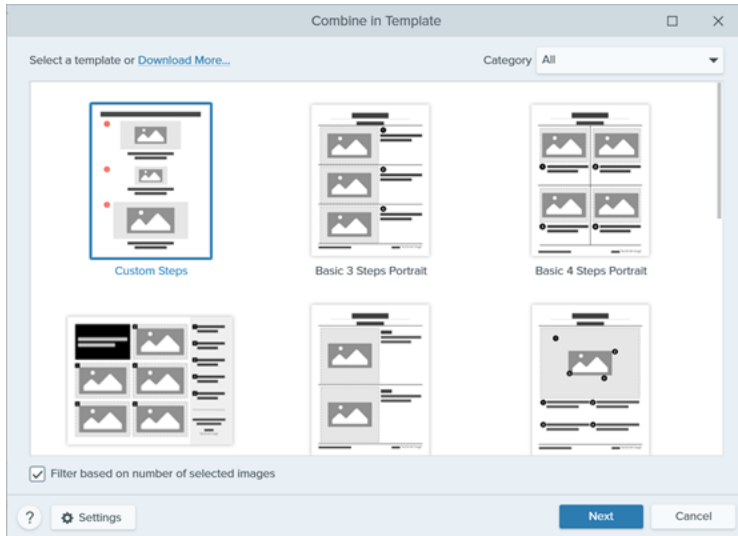 Combine in Template
Select a template or Download More...
Category All
Custom Steps
Basic 3 Steps Portrait
Basic 4 Steps Portrait
Filter based on number of selected images
? Settings
Next
Cancel